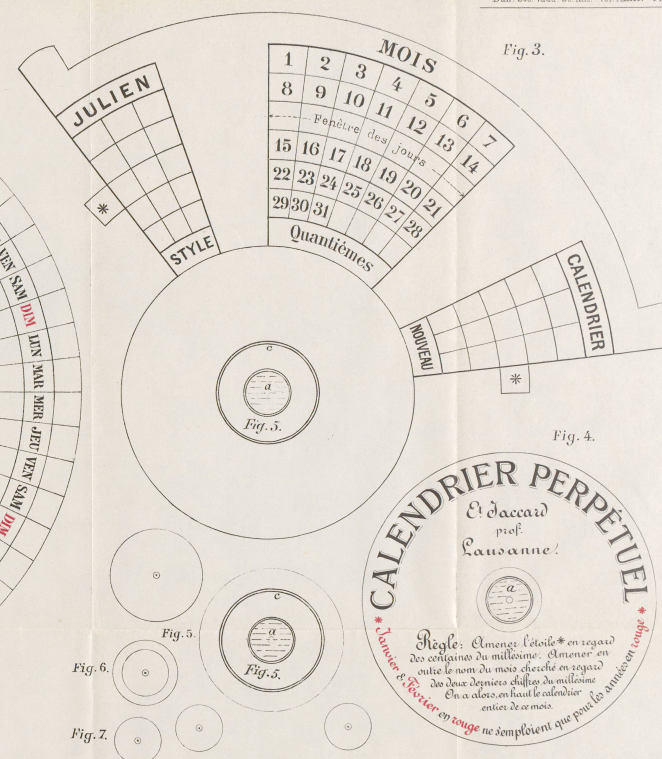 Fig. 3.
MOIS
1 2 3 4 5 6 7
8 9 10 11 12 13 14
Fenêtre des jours
15 16 17 18 19 20 21
22 23 24 25 26 27 28
29 30 31
Quantièmes
JULIEN
*
STYLE
CALENDRIER
NOUVEAU
*
VEN SAM DIM LUN MAR MER JEU VEN SAM DIM
c
a
Fig. 5.
Fig. 4.
CALENDRIER PERPÉTUEL
Et Jaccard
prof.
Lausanne!
a
Règle: Amener l'étoile * en regard
des centaines du millésime. Amener en
outre le nom du mois cherché en regard
des deux derniers chiffres du millésime
On a alors, en haut le calendrier
entier de ce mois.
* Janvier & Février en rouge ne s'emploient que pour les années en rouge *
Fig. 5.
c
a
Fig. 5.
Fig. 6.
Fig. 7.